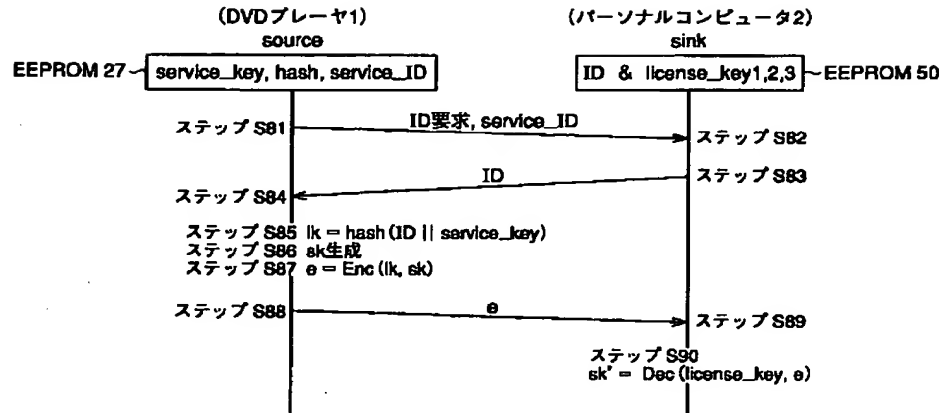 (DVDプレーヤ1)
source
(パーソナルコンピュータ2)
sink
EEPROM 27
service_key, hash, service_ID
ID & license_key1,2,3
EEPROM 50
ステップ S81
ID要求, service_ID
ステップ S82
ID
ステップ S83
ステップ S84
ステップ S85 lk = hash (ID || service_key)
ステップ S86 sk生成
ステップ S87 e = Enc (lk, sk)
ステップ S88
e
ステップ S89
ステップ S90
sk' = Dec (license_key, e)